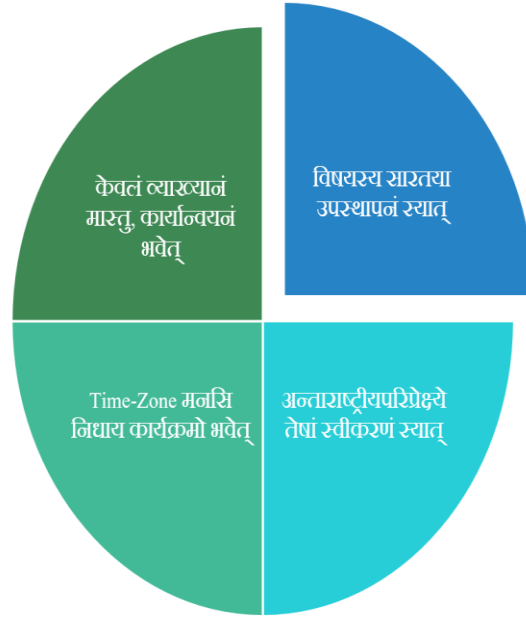 केवलं व्याख्यानं
मास्तु, कार्यान्वयनं
भवेत्
विषयस्य सारतया
उपस्थापनं स्यात्
Time-Zone मनसि
निधाय कार्यक्रमो भवेत्
अन्ताराष्ट्रीयपरिप्रेक्ष्ये
तेषां स्वीकरणं स्यात्